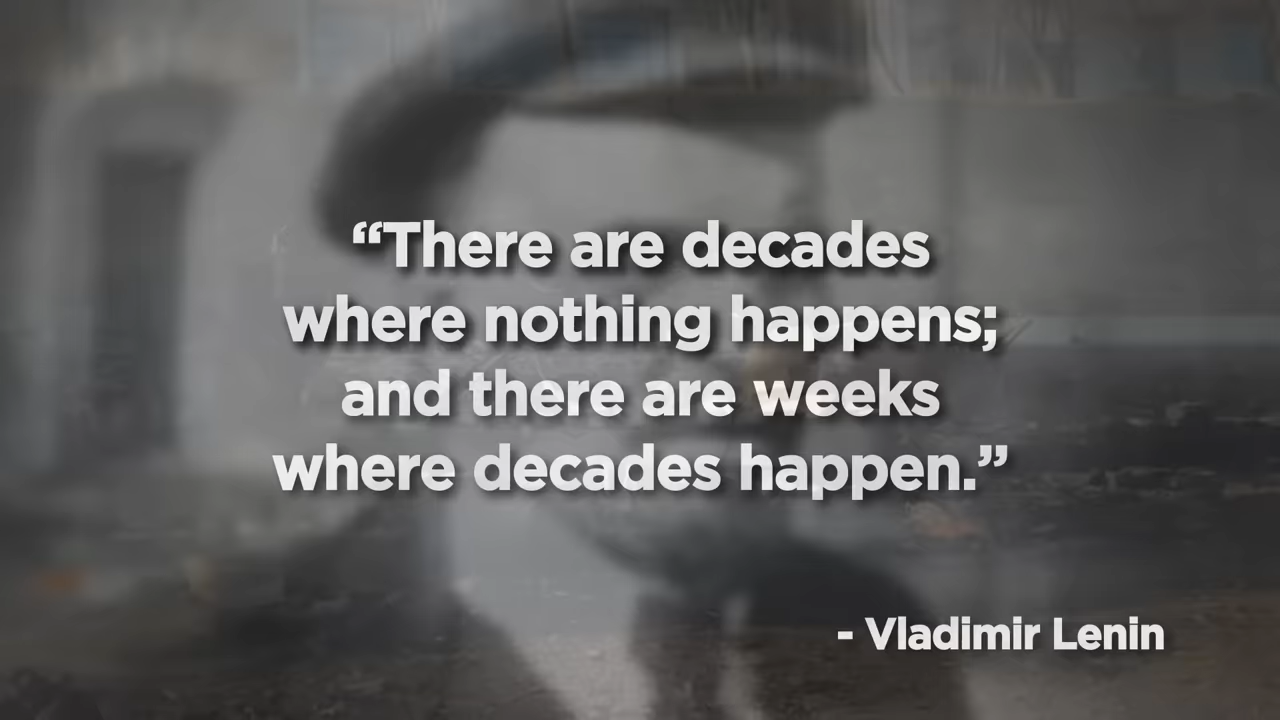 “There are decades
where nothing happens;
and there are weeks
where decades happen.”
- Vladimir Lenin